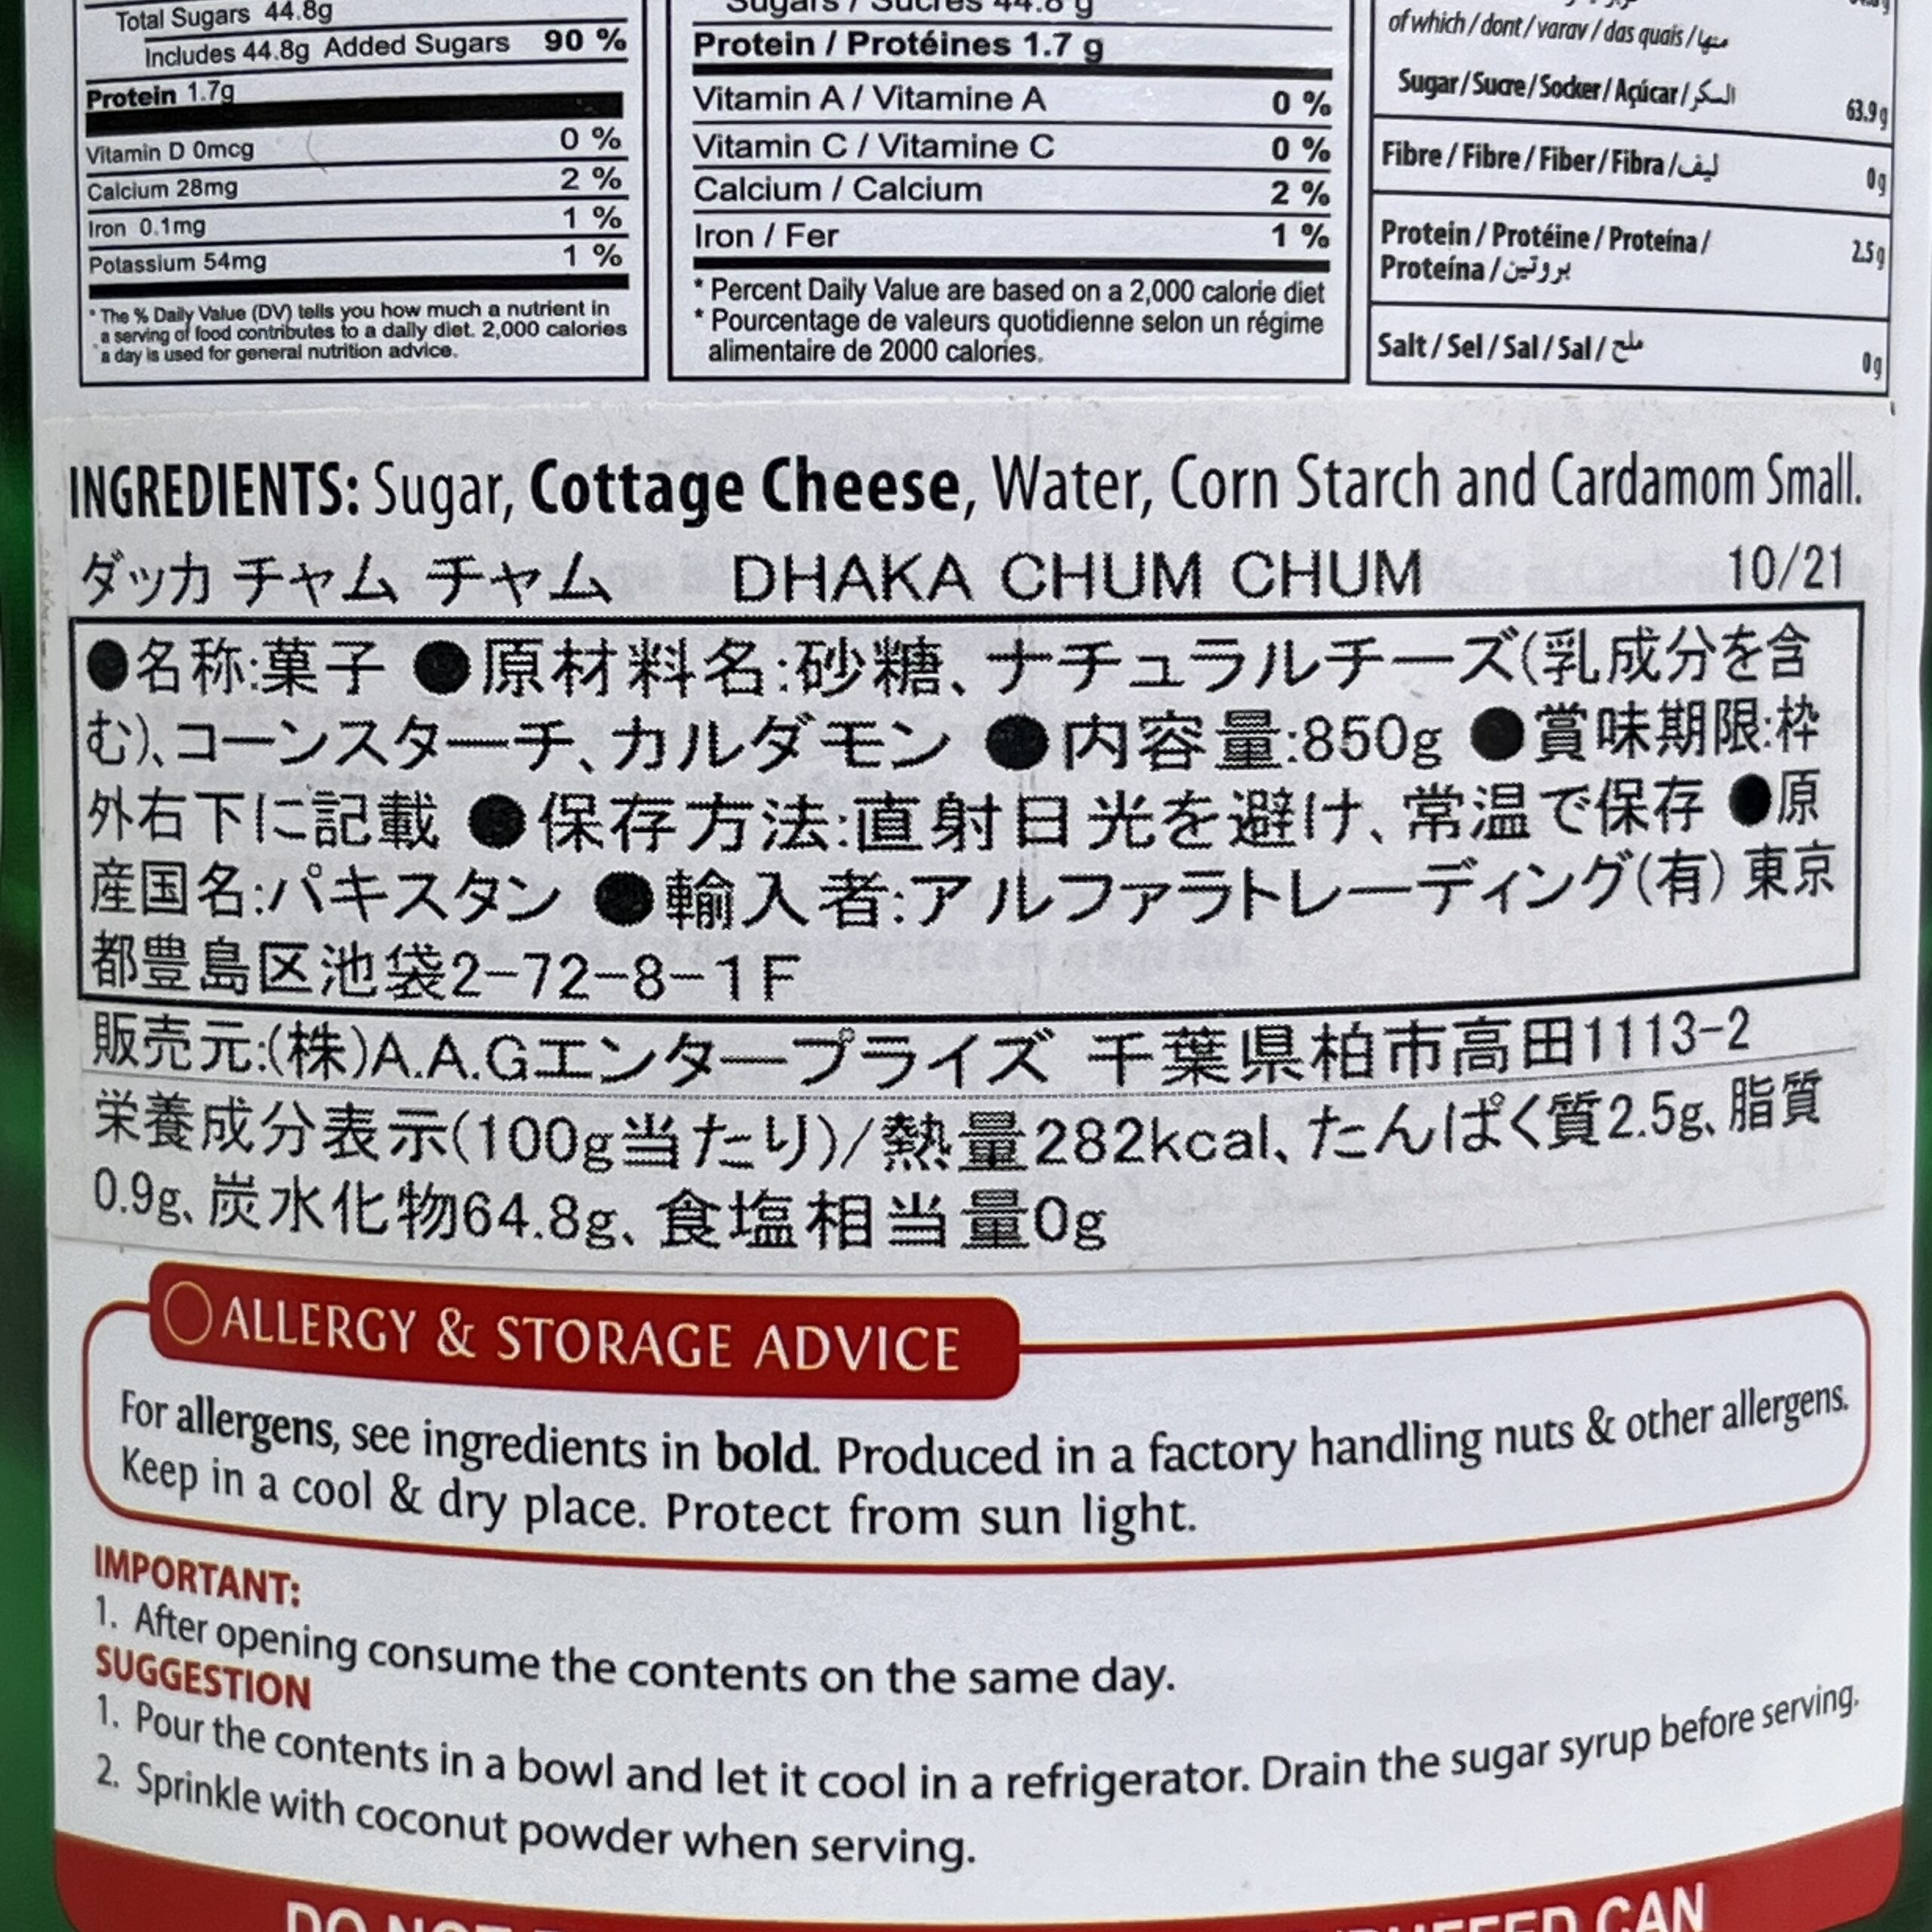 Total Sugars 44.8g
Includes 44.8g Added Sugars 90 %
Protein 1.7g
Vitamin D 0mcg 0 %
Calcium 28mg 2 %
Iron 0.1mg 1 %
Potassium 54mg 1 %
* The % Daily Value (DV) tells you how much a nutrient in
a serving of food contributes to a daily diet. 2,000 calories
a day is used for general nutrition advice.
Sugars / Sucres 44.8 g
Protein / Protéines 1.7 g
Vitamin A / Vitamine A 0 %
Vitamin C / Vitamine C 0 %
Calcium / Calcium 2 %
Iron / Fer 1 %
* Percent Daily Value are based on a 2,000 calorie diet
* Pourcentage de valeurs quotidienne selon un régime
alimentaire de 2000 calories.
of which / dont / varav / das quais / منها
Sugar / Sucre / Socker / Açúcar / السكر 63.9 g
Fibre / Fibre / Fiber / Fibra / ليف 0 g
Protein / Protéine / Proteína / 2.5 g
Proteína / بروتين
Salt / Sel / Sal / Sal / ملح 0 g
INGREDIENTS: Sugar, Cottage Cheese, Water, Corn Starch and Cardamom Small.
ダッカ チャム チャム DHAKA CHUM CHUM 10/21
●名称:菓子 ●原材料名:砂糖、ナチュラルチーズ(乳成分を含
む)、コーンスターチ、カルダモン ●内容量:850g ●賞味期限:枠
外右下に記載 ●保存方法:直射日光を避け、常温で保存 ●原
産国名:パキスタン ●輸入者:アルファラトレーディング(有) 東京
都豊島区池袋2-72-8-1F
販売元:(株)A.A.Gエンタープライズ 千葉県柏市高田1113-2
栄養成分表示(100g当たり)/熱量282kcal、たんぱく質2.5g、脂質
0.9g、炭水化物64.8g、食塩相当量0g
ALLERGY & STORAGE ADVICE
For allergens, see ingredients in bold. Produced in a factory handling nuts & other allergens.
Keep in a cool & dry place. Protect from sun light.
IMPORTANT:
1. After opening consume the contents on the same day.
SUGGESTION
1. Pour the contents in a bowl and let it cool in a refrigerator. Drain the sugar syrup before serving.
2. Sprinkle with coconut powder when serving.
DO NOT CAN